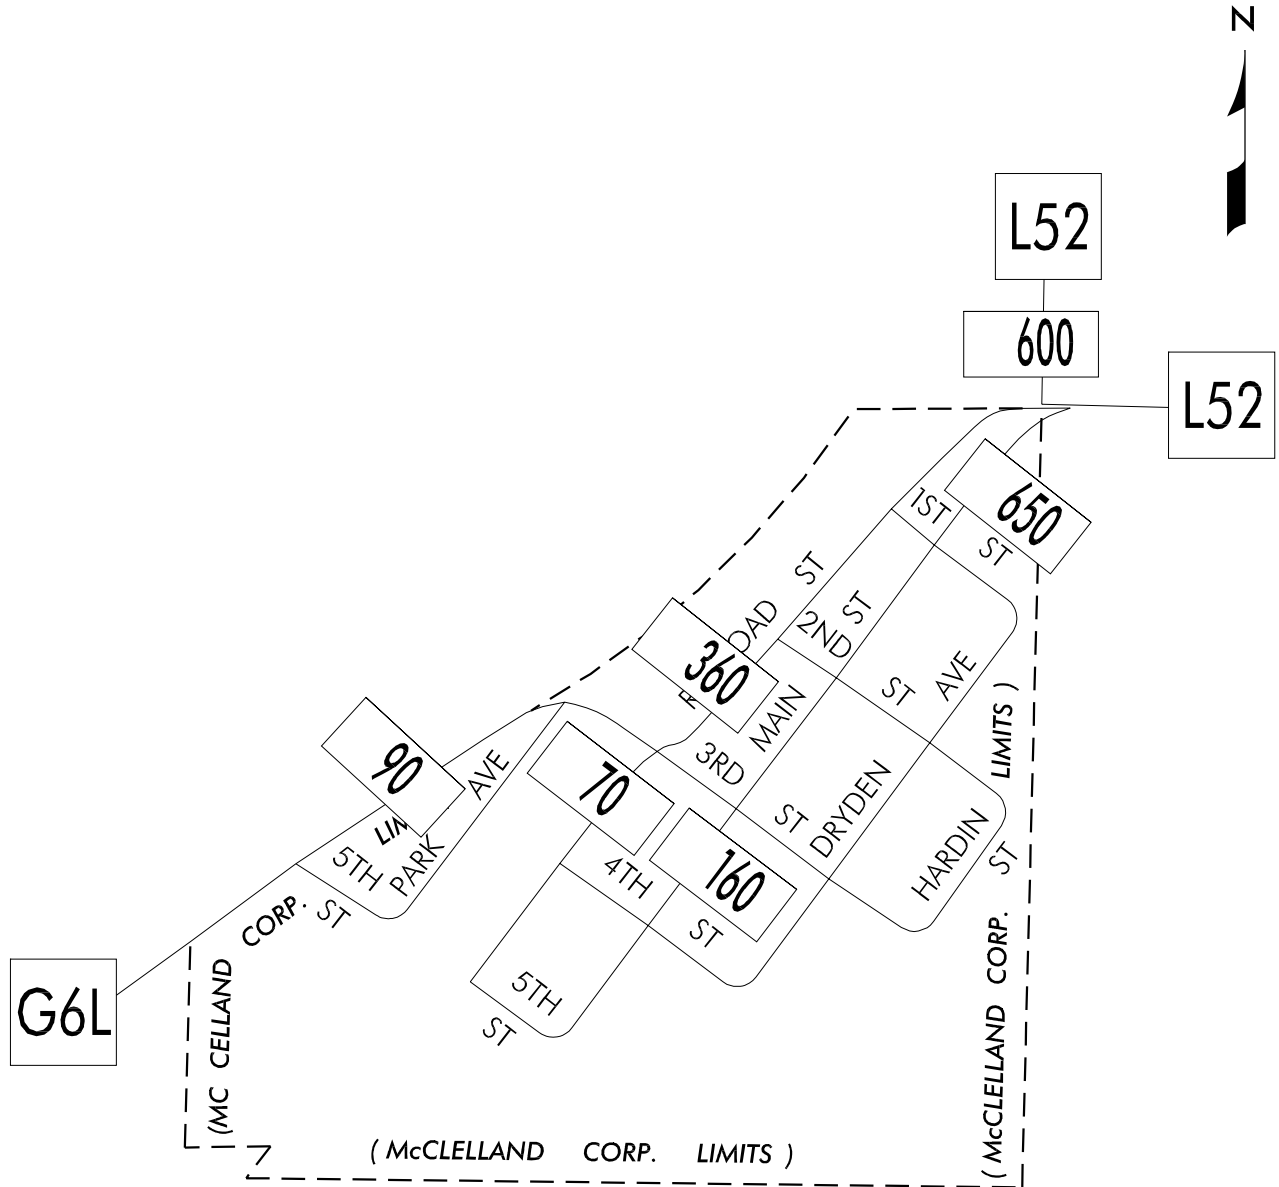 N
L52
600
L52
650
1ST
ST
ST
2ND
ST
OAD
360
ST
AVE
MAIN
3RD
ST
DRYDEN
HARDIN
ST
90
LIM
AVE
PARK
5TH
ST
70
160
4TH
ST
5TH
ST
G6L
(MC CELLAND CORP.
(McCLELLAND CORP. LIMITS)
(McCLELLAND CORP. LIMITS)